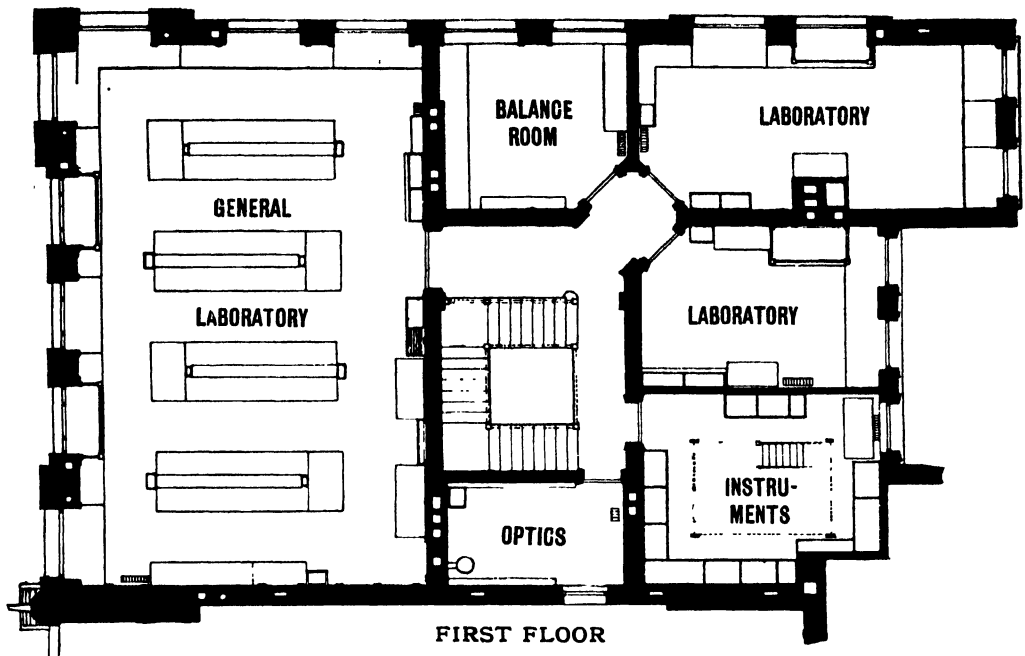 BALANCE
ROOM
LABORATORY
GENERAL
LABORATORY
LABORATORY
INSTRU-
MENTS
OPTICS
FIRST FLOOR